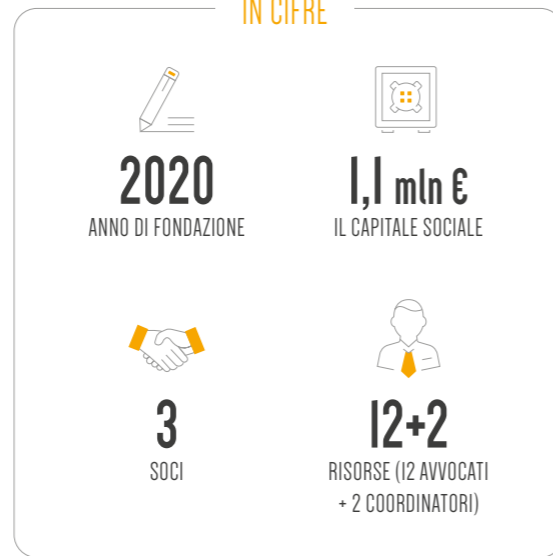 IN CIFRE
2020
ANNO DI FONDAZIONE
1,1 mln €
IL CAPITALE SOCIALE
3
SOCI
12+2
RISORSE (12 AVVOCATI
+ 2 COORDINATORI)